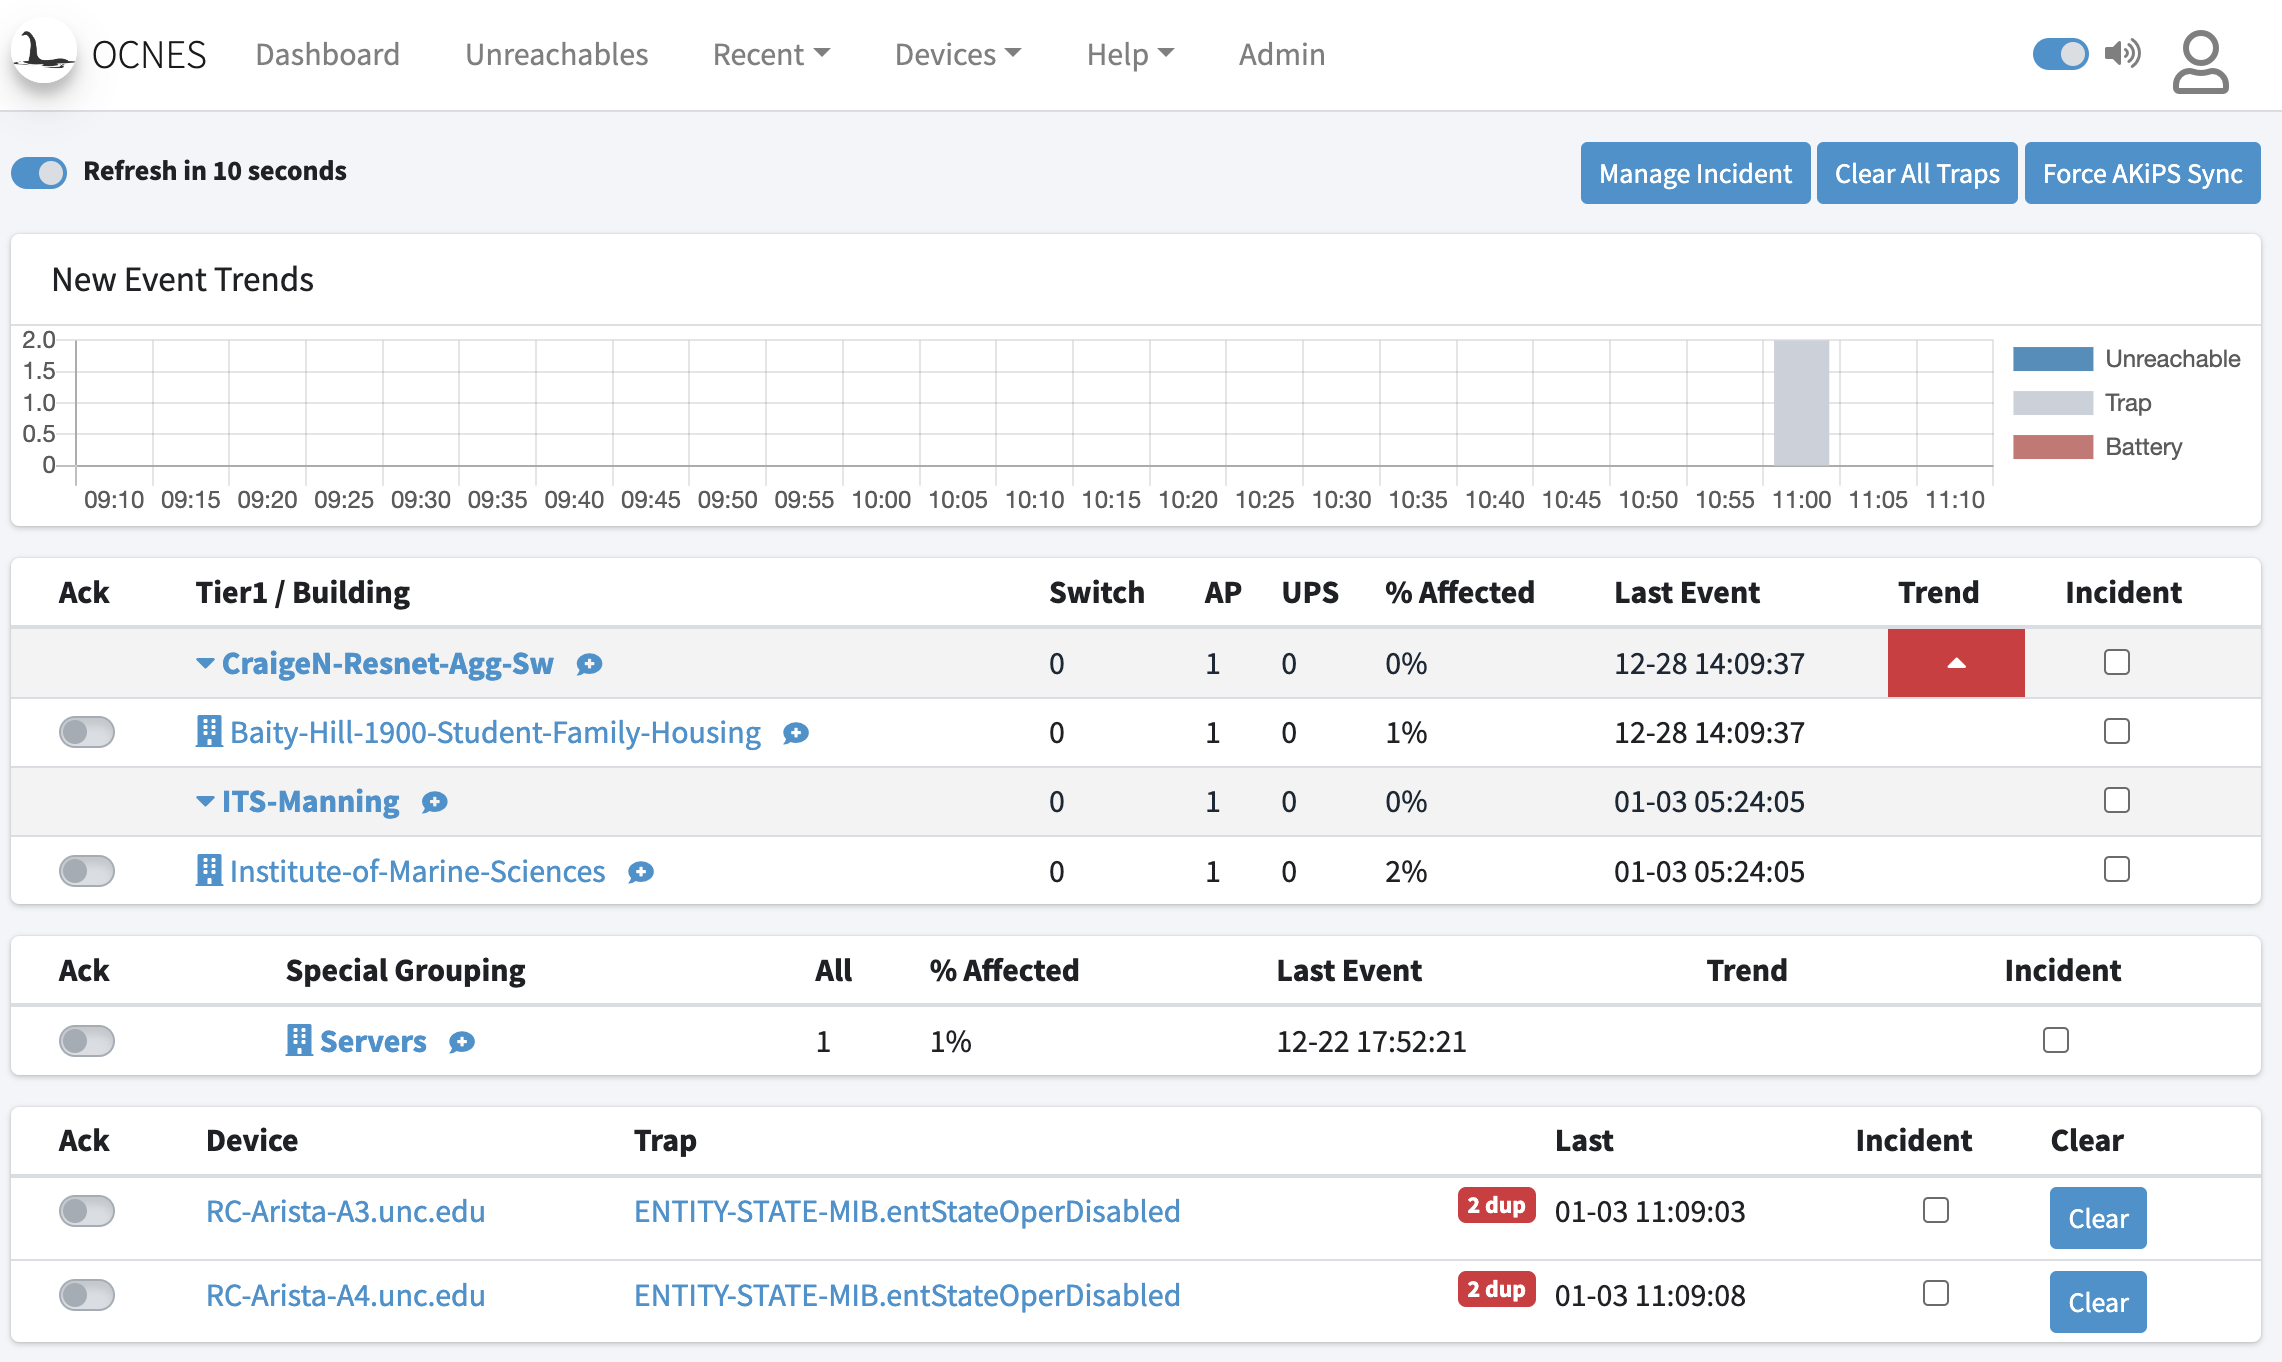 OCNES Dashboard Unreachables Recent Devices Help Admin
Refresh in 10 seconds Manage Incident Clear All Traps Force AKiPS Sync
New Event Trends
2.0
1.5
1.0
0.5
0
09:10 09:15 09:20 09:25 09:30 09:35 09:40 09:45 09:50 09:55 10:00 10:05 10:10 10:15 10:20 10:25 10:30 10:35 10:40 10:45 10:50 10:55 11:00 11:05 11:10
Unreachable
Trap
Battery
Ack Tier1 / Building Switch AP UPS % Affected Last Event Trend Incident
CraigeN-Resnet-Agg-Sw 0 1 0 0% 12-28 14:09:37
Baity-Hill-1900-Student-Family-Housing 0 1 0 1% 12-28 14:09:37
ITS-Manning 0 1 0 0% 01-03 05:24:05
Institute-of-Marine-Sciences 0 1 0 2% 01-03 05:24:05
Ack Special Grouping All % Affected Last Event Trend Incident
Servers 1 1% 12-22 17:52:21
Ack Device Trap Last Incident Clear
RC-Arista-A3.unc.edu ENTITY-STATE-MIB.entStateOperDisabled 2 dup 01-03 11:09:03 Clear
RC-Arista-A4.unc.edu ENTITY-STATE-MIB.entStateOperDisabled 2 dup 01-03 11:09:08 Clear